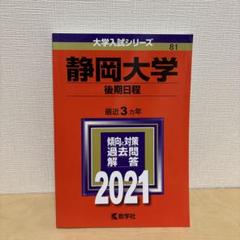 大学入試シリーズ
81
静岡大学
後期日程
最近3カ年
傾向と対策
過去問
解答
2021
教学社